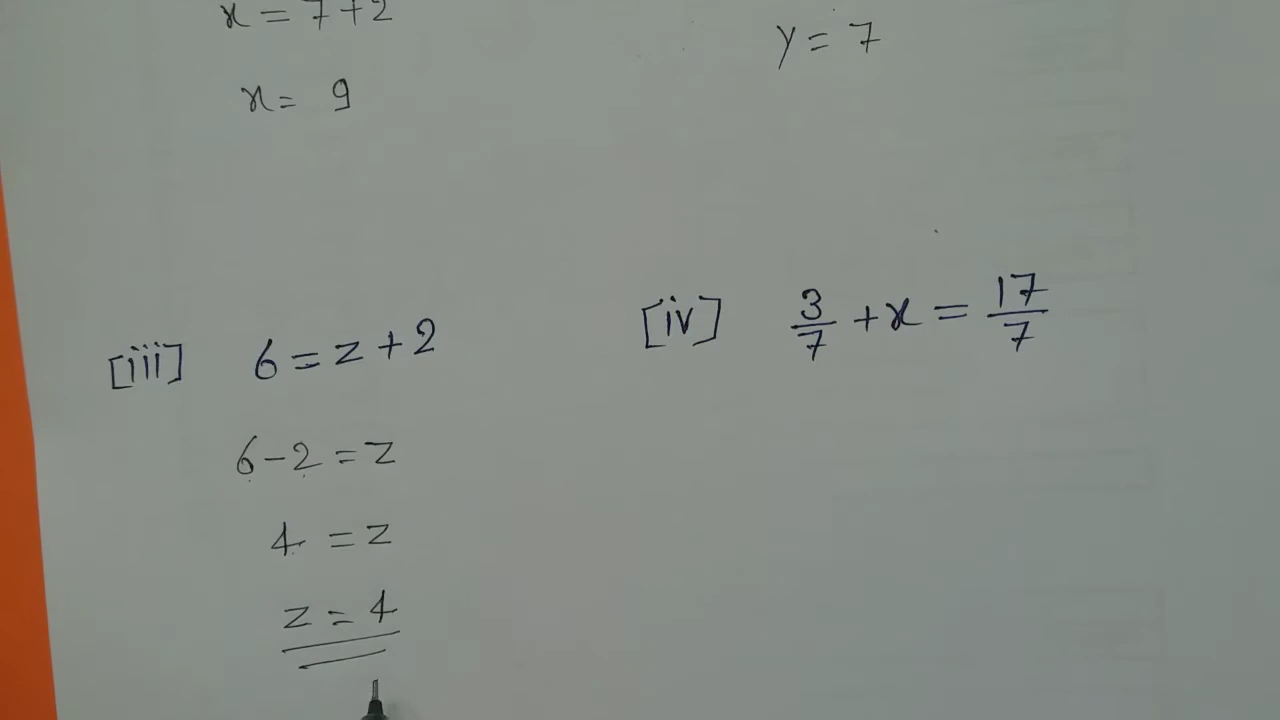 x = 7+2
x = 9
y = 7
[iii] 6 = z + 2
6 - 2 = z
4 = z
z = 4
[iv] 3/7 + x = 17/7